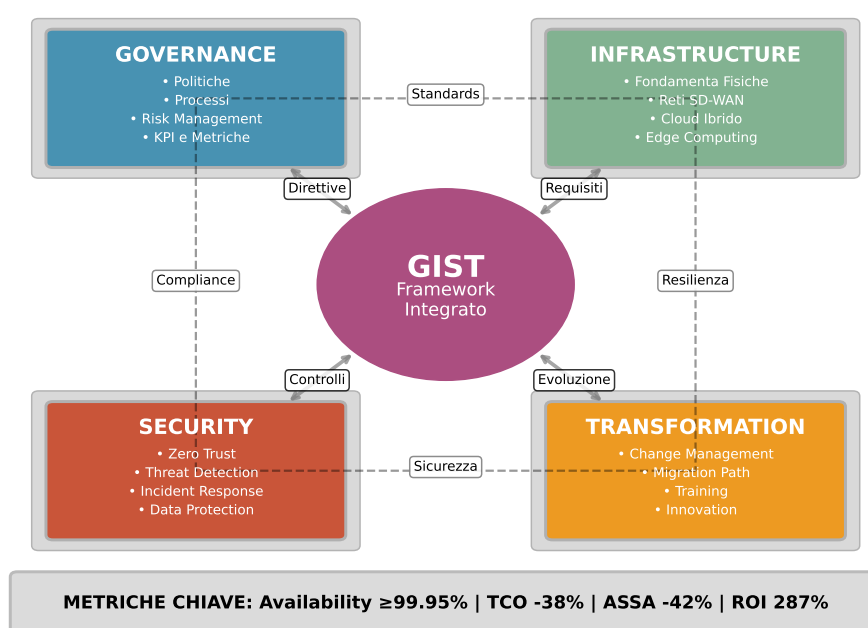 GOVERNANCE
• Politiche
• Processi
• Risk Management
• KPI e Metriche
Standards
INFRASTRUCTURE
• Fondamenta Fisiche
• Reti SD-WAN
• Cloud Ibrido
• Edge Computing
Direttive
Requisiti
GIST
Framework
Integrato
Compliance
Resilienza
Controlli
Evoluzione
SECURITY
• Zero Trust
• Threat Detection
• Incident Response
• Data Protection
Sicurezza
TRANSFORMATION
• Change Management
• Migration Path
• Training
• Innovation
METRICHE CHIAVE: Availability ≥99.95% | TCO -38% | ASSA -42% | ROI 287%